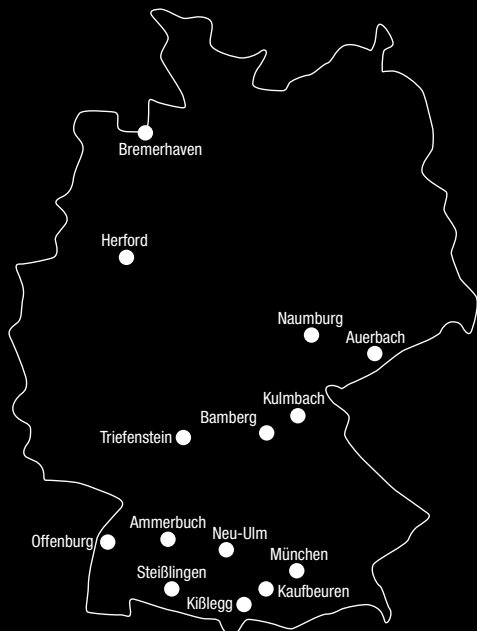 Bremerhaven
Herford
Naumburg
Auerbach
Kulmbach
Bamberg
Triefenstein
Ammerbuch
Neu-Ulm
Offenburg
München
Steißlingen
Kaufbeuren
Kißlegg